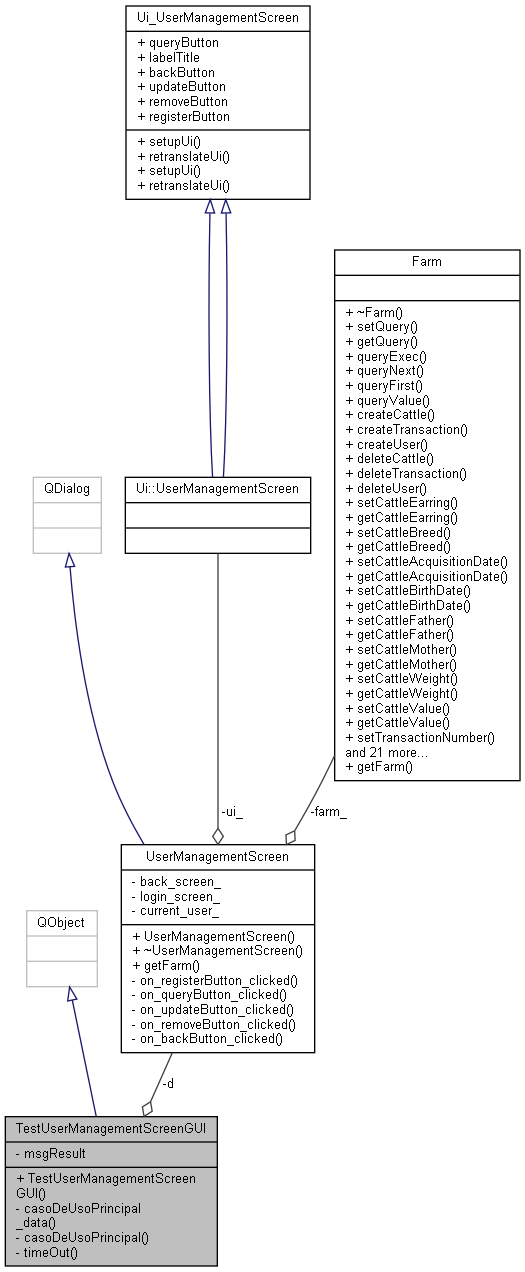 Ui_UserManagementScreen
+ queryButton
+ labelTitle
+ backButton
+ updateButton
+ removeButton
+ registerButton
+ setupUi()
+ retranslateUi()
+ setupUi()
+ retranslateUi()
Farm
+ ~Farm()
+ setQuery()
+ getQuery()
+ queryExec()
+ queryNext()
+ queryFirst()
+ queryValue()
+ createCattle()
+ createTransaction()
+ createUser()
+ deleteCattle()
+ deleteTransaction()
+ deleteUser()
+ setCattleEarring()
+ getCattleEarring()
+ setCattleBreed()
+ getCattleBreed()
+ setCattleAcquisitionDate()
+ getCattleAcquisitionDate()
+ setCattleBirthDate()
+ getCattleBirthDate()
+ setCattleFather()
+ getCattleFather()
+ setCattleMother()
+ getCattleMother()
+ setCattleWeight()
+ getCattleWeight()
+ setCattleValue()
+ getCattleValue()
+ setTransactionNumber()
and 21 more...
+ getFarm()
QDialog
Ui::UserManagementScreen
-ui_
-farm_
UserManagementScreen
- back_screen_
- login_screen_
- current_user_
+ UserManagementScreen()
+ ~UserManagementScreen()
+ getFarm()
- on_registerButton_clicked()
- on_queryButton_clicked()
- on_updateButton_clicked()
- on_removeButton_clicked()
- on_backButton_clicked()
QObject
-d
TestUserManagementScreenGUI
- msgResult
+ TestUserManagementScreen
GUI()
- casoDeUsoPrincipal
_data()
- casoDeUsoPrincipal()
- timeOut()